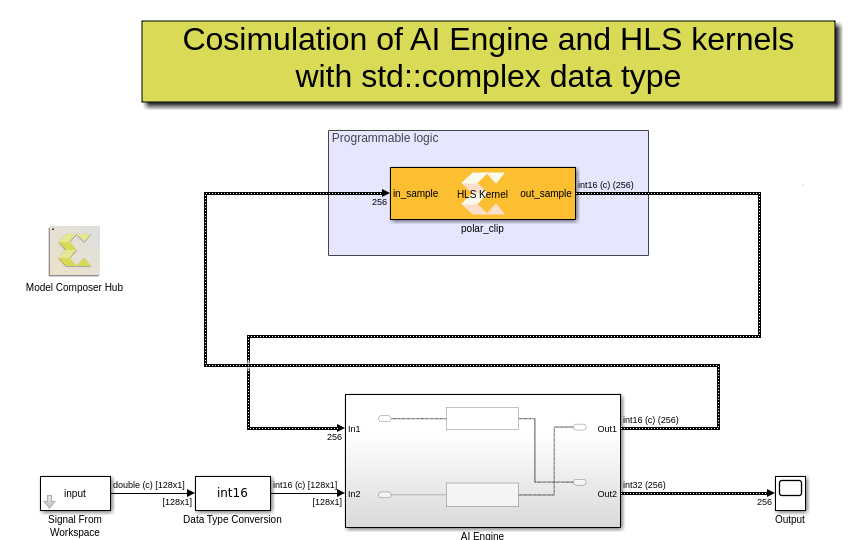 Cosimulation of AI Engine and HLS kernels
with std::complex data type
Programmable logic
in_sample
HLS Kernel
out_sample
int16 (c) (256)
256
polar_clip
Model Composer Hub
In1
256
Out1
int16 (c) (256)
input
double (c) [128x1]
[128x1]
int16
int16 (c) [128x1]
[128x1]
In2
Out2
int32 (256)
256
Signal From
Workspace
Data Type Conversion
AI Engine
Output